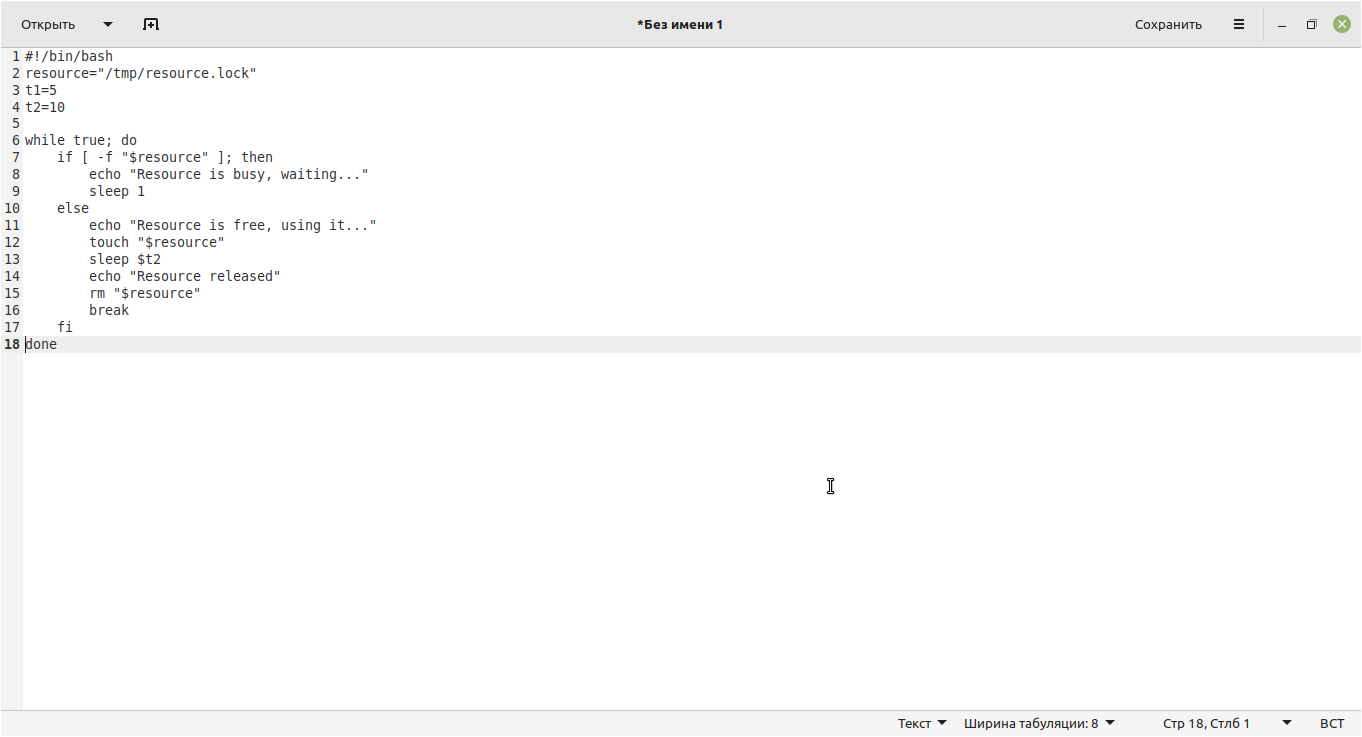 Открыть
*Без имени 1
Сохранить
1 #!/bin/bash
2 resource="/tmp/resource.lock"
3 t1=5
4 t2=10
5
6 while true; do
7     if [ -f "$resource" ]; then
8         echo "Resource is busy, waiting..."
9         sleep 1
10     else
11         echo "Resource is free, using it..."
12         touch "$resource"
13         sleep $t2
14         echo "Resource released"
15         rm "$resource"
16         break
17     fi
18 done
Текст Ширина табуляции: 8 Стр 18, Стлб 1 ВСТ